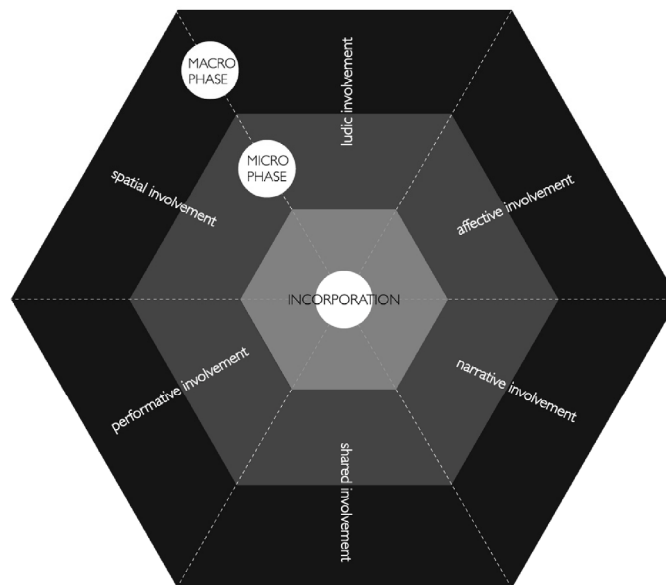 MACRO
PHASE
ludic involvement
MICRO
PHASE
spatial involvement
affective involvement
INCORPORATION
performative involvement
narrative involvement
shared involvement